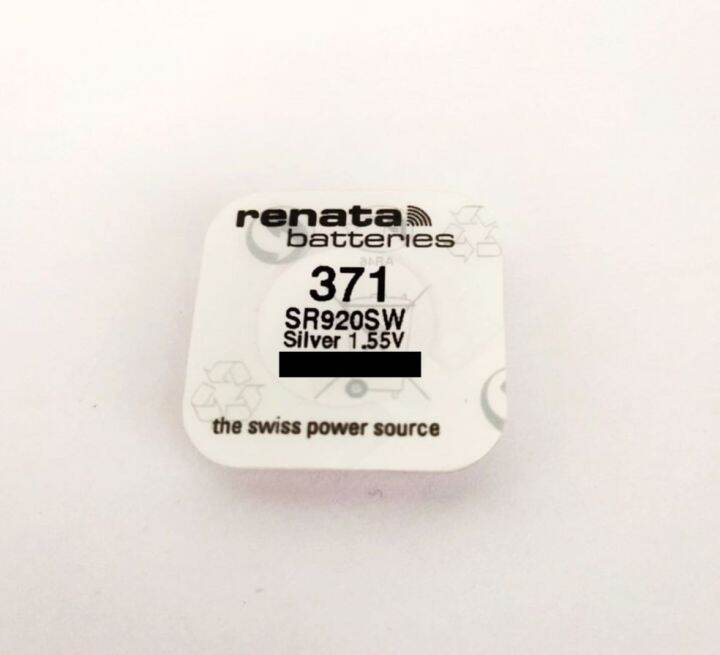 renata
batteries
371
SR920SW
Silver 1.55V
the swiss power source